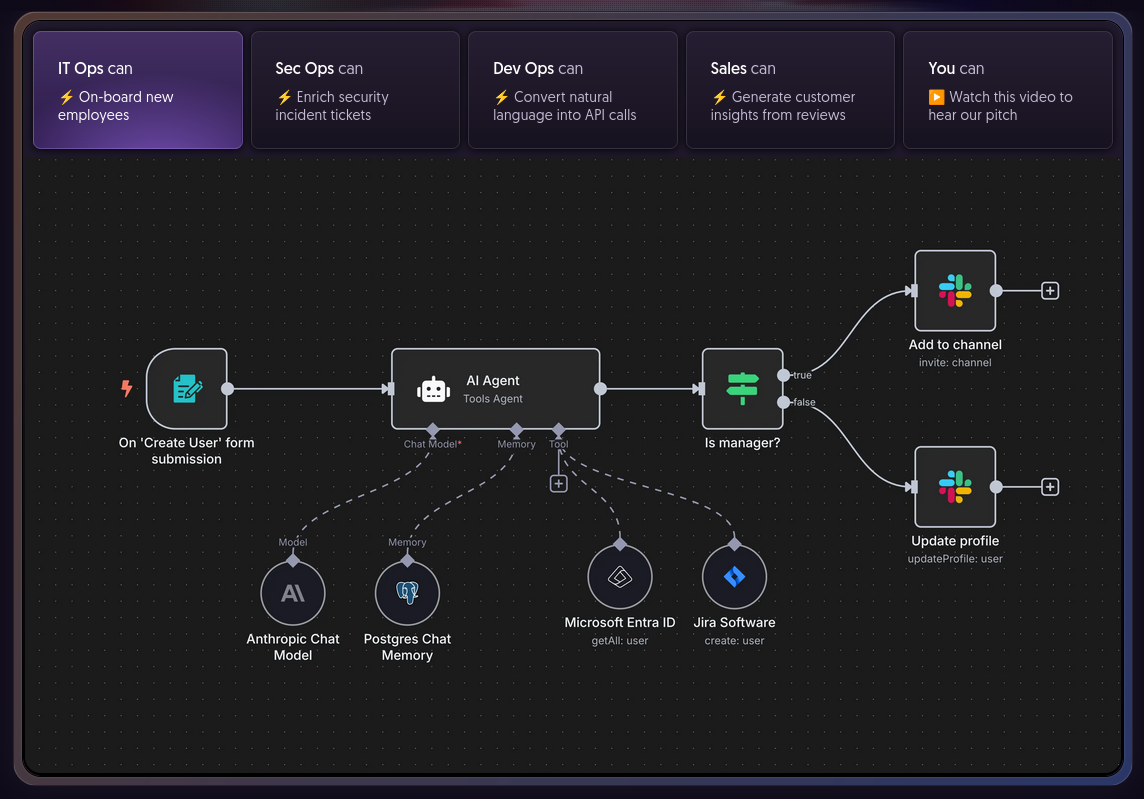 IT Ops can
⚡ On-board new
employees
Sec Ops can
⚡ Enrich security
incident tickets
Dev Ops can
⚡ Convert natural
language into API calls
Sales can
⚡ Generate customer
insights from reviews
You can
▶️ Watch this video to
hear our pitch
On 'Create User' form
submission
AI Agent
Tools Agent
Chat Model*
Memory
Tool
Is manager?
true
false
Add to channel
invite: channel
Update profile
updateProfile: user
Model
Anthropic Chat
Model
Memory
Postgres Chat
Memory
Microsoft Entra ID
getAll: user
Jira Software
create: user